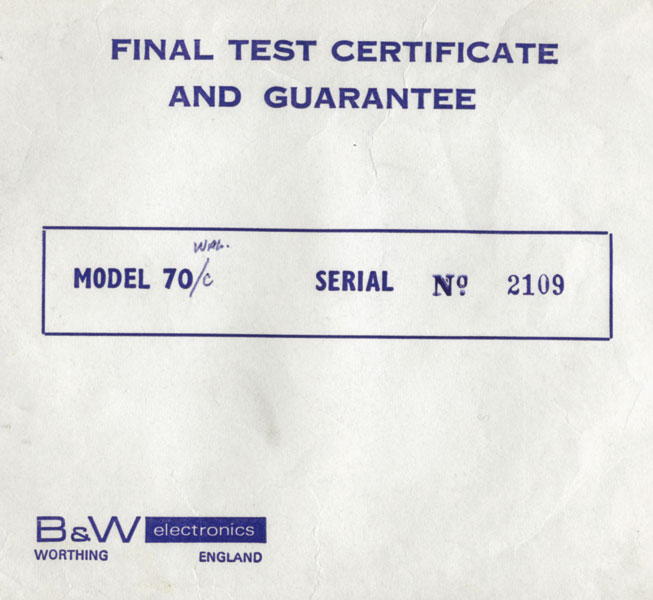 FINAL TEST CERTIFICATE
AND GUARANTEE
MODEL 70/C SERIAL Nº 2109
B&W electronics
WORTHING ENGLAND